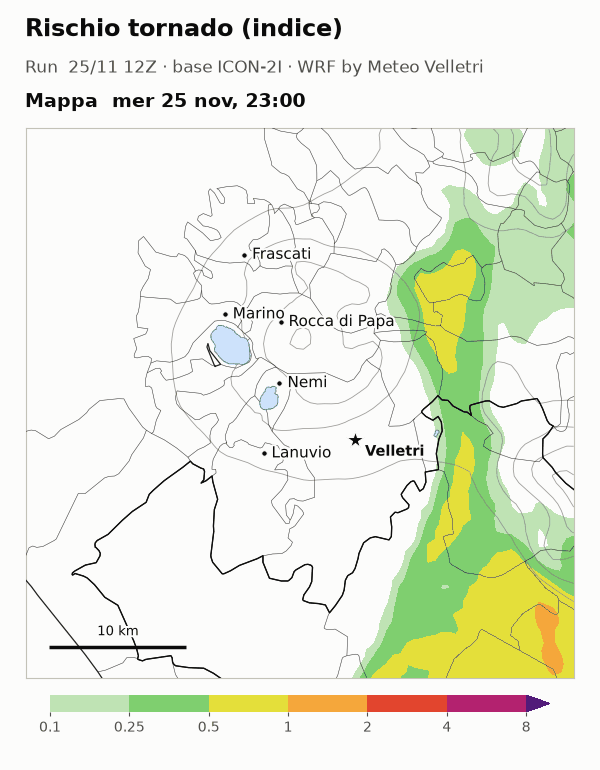 Rischio tornado (indice)
Run  25/11 12Z · base ICON-2I · WRF by Meteo Velletri
Mappa  mer 25 nov, 23:00
Frascati
Marino
Rocca di Papa
Nemi
Velletri
Lanuvio
10 km
0.1 0.25 0.5 1 2 4 8